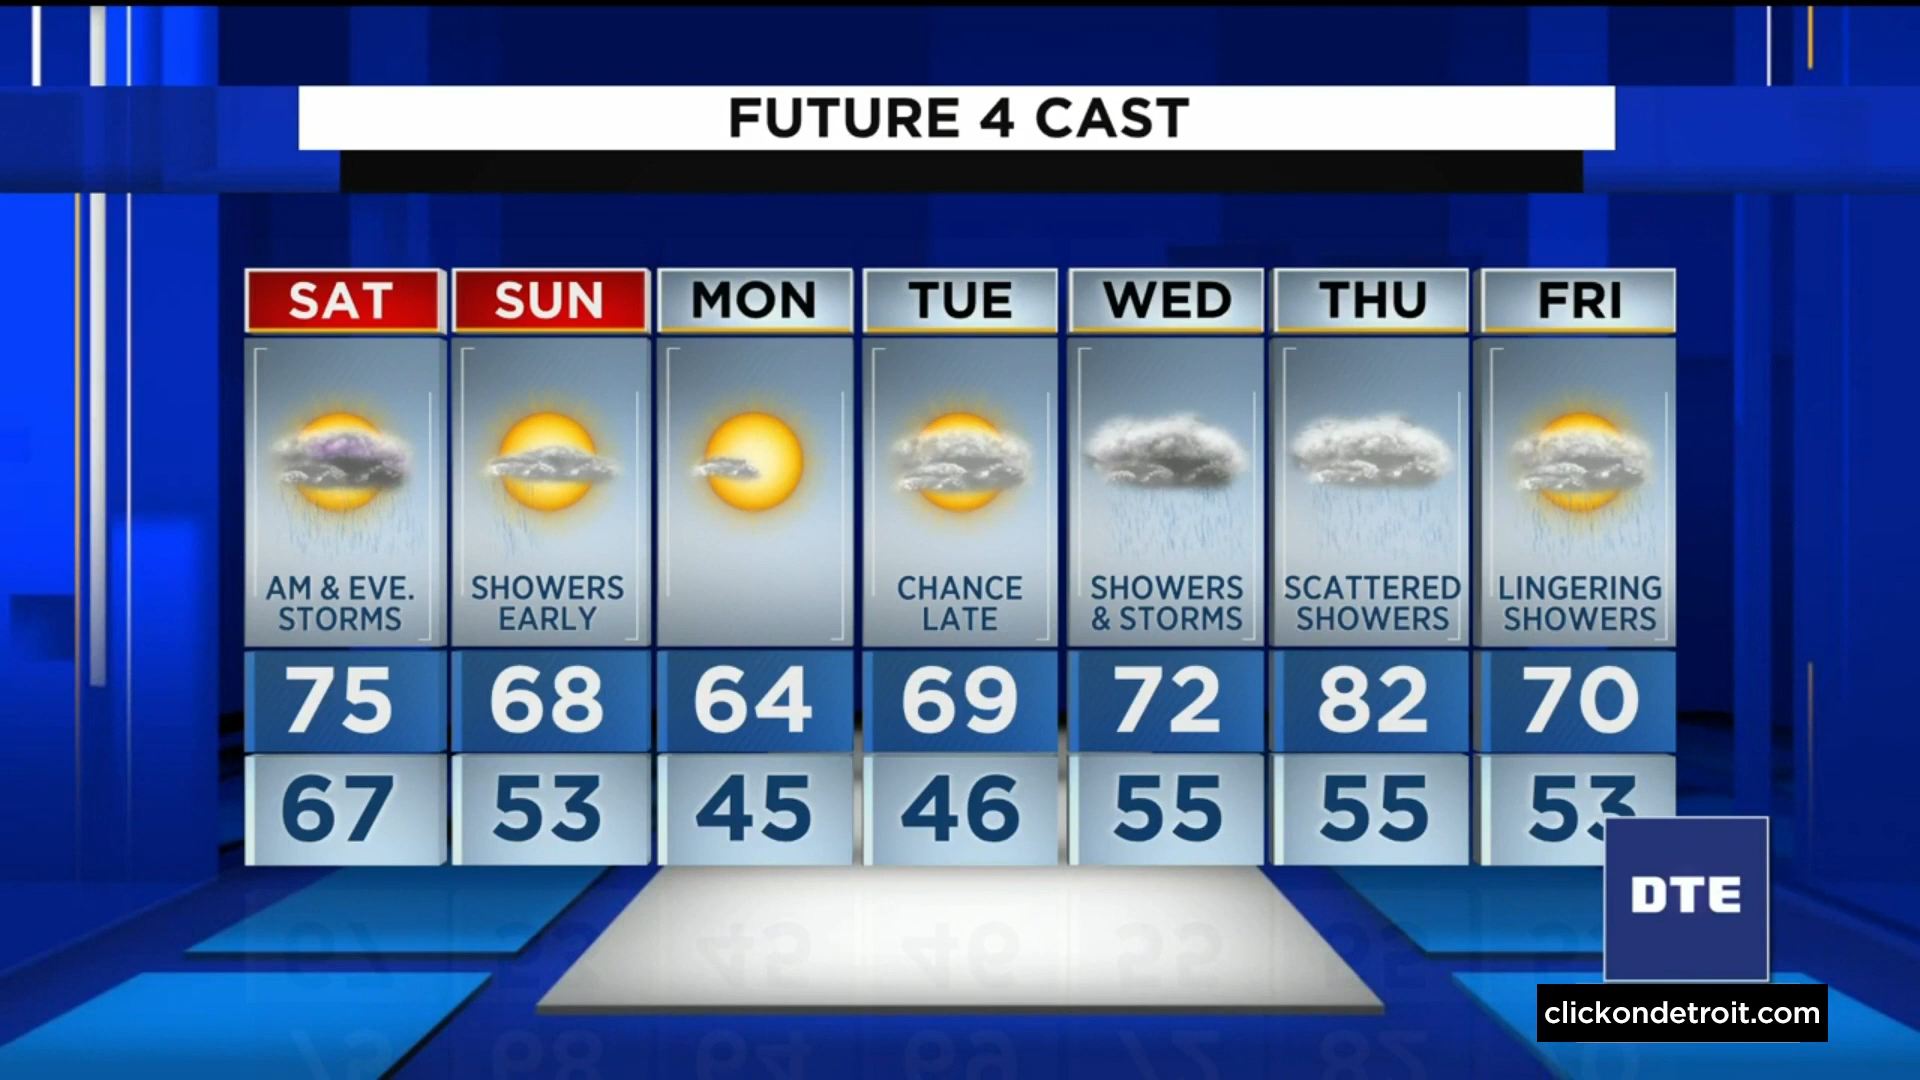 FUTURE 4 CAST
SAT SUN MON TUE WED THU FRI
AM & EVE. SHOWERS CHANCE SHOWERS SCATTERED LINGERING
STORMS EARLY LATE & STORMS SHOWERS SHOWERS
75 68 64 69 72 82 70
67 53 45 46 55 55 53
DTE
clickondetroit.com